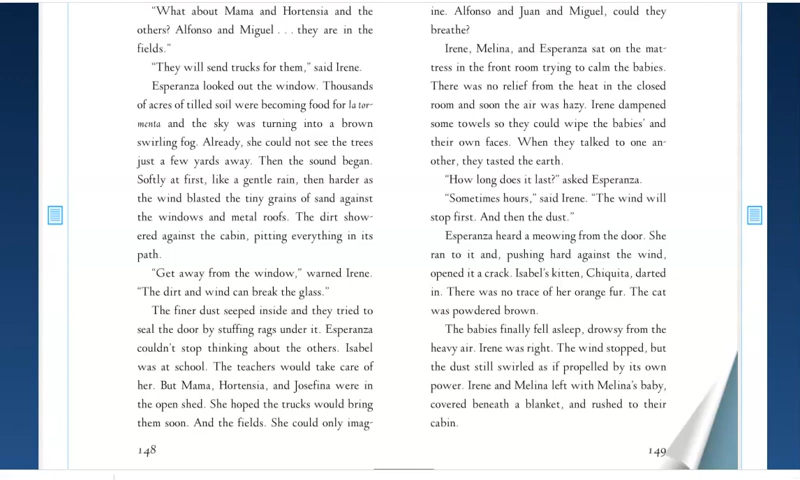 “What about Mama and Hortensia and the
others? Alfonso and Miguel . . . they are in the
fields.”
“They will send trucks for them,” said Irene.
Esperanza looked out the window. Thousands
of acres of tilled soil were becoming food for la tor-
menta and the sky was turning into a brown
swirling fog. Already, she could not see the trees
just a few yards away. Then the sound began.
Softly at first, like a gentle rain, then harder as
the wind blasted the tiny grains of sand against
the windows and metal roofs. The dirt show-
ered against the cabin, pitting everything in its
path.
“Get away from the window,” warned Irene.
“The dirt and wind can break the glass.”
The finer dust seeped inside and they tried to
seal the door by stuffing rags under it. Esperanza
couldn’t stop thinking about the others. Isabel
was at school. The teachers would take care of
her. But Mama, Hortensia, and Josefina were in
the open shed. She hoped the trucks would bring
them soon. And the fields. She could only imag-
148
ine. Alfonso and Juan and Miguel, could they
breathe?
Irene, Melina, and Esperanza sat on the mat-
tress in the front room trying to calm the babies.
There was no relief from the heat in the closed
room and soon the air was hazy. Irene dampened
some towels so they could wipe the babies’ and
their own faces. When they talked to one an-
other, they tasted the earth.
“How long does it last?” asked Esperanza.
“Sometimes hours,” said Irene. “The wind will
stop first. And then the dust.”
Esperanza heard a meowing from the door. She
ran to it and, pushing hard against the wind,
opened it a crack. Isabel’s kitten, Chiquita, darted
in. There was no trace of her orange fur. The cat
was powdered brown.
The babies finally fell asleep, drowsy from the
heavy air. Irene was right. The wind stopped, but
the dust still swirled as if propelled by its own
power. Irene and Melina left with Melina’s baby,
covered beneath a blanket, and rushed to their
cabin.
149